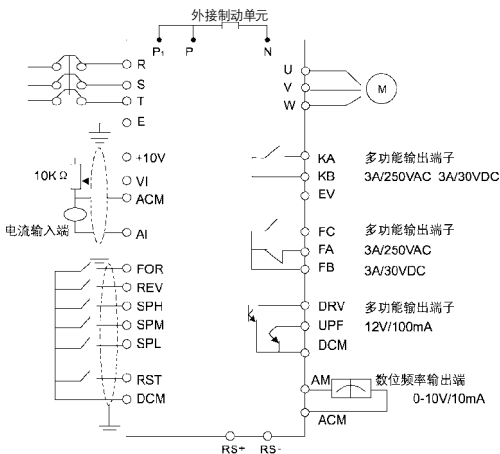 外接制动单元
P1 P N
R
S
T
E
U
V
W
M
+10V
10KΩ
VI
ACM
电流输入端
AI
KA 多功能输出端子
KB 3A/250VAC 3A/30VDC
EV
FC 多功能输出端子
FA 3A/250VAC
FB 3A/30VDC
FOR
REV
SPH
SPM
SPL
RST
DCM
DRV 多功能输出端子
UPF 12V/100mA
DCM
AM 数位频率输出端
0-10V/10mA
ACM
RS+ RS-